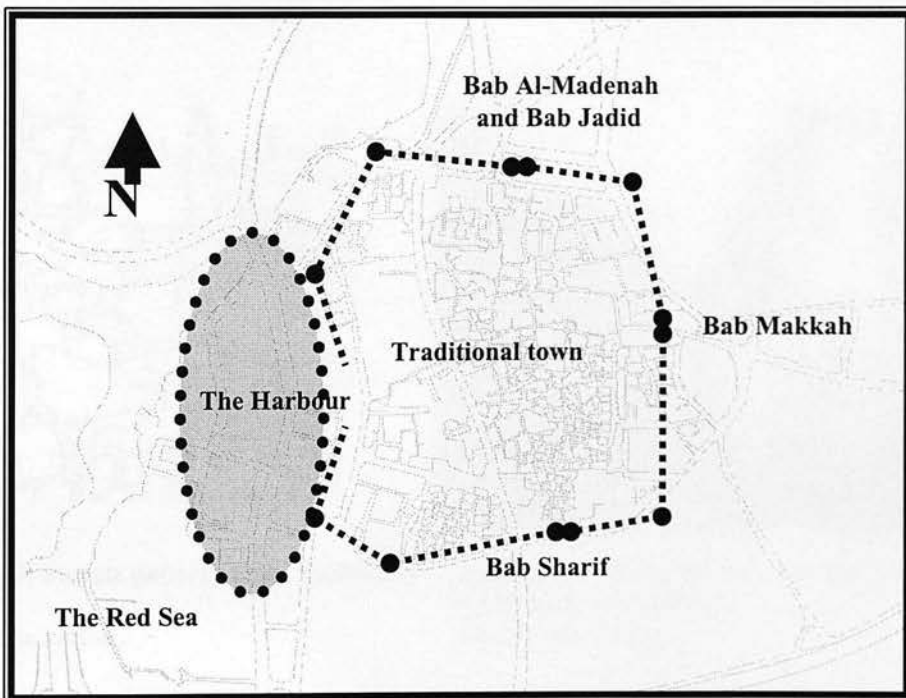 Bab Al-Madenah
and Bab Jadid
N
Bab Makkah
Traditional town
The Harbour
Bab Sharif
The Red Sea